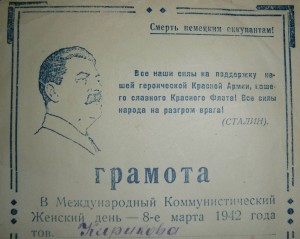 Смерть немецким оккупантам!
Все наши силы на поддержку на-
шей героической Красной Армии, наше-
го славного Красного Флота! Все силы
народа на разгром врага!
(СТАЛИН).
грамота
В Международный Коммунистический
Женский день — 8-е марта 1942 года
тов.